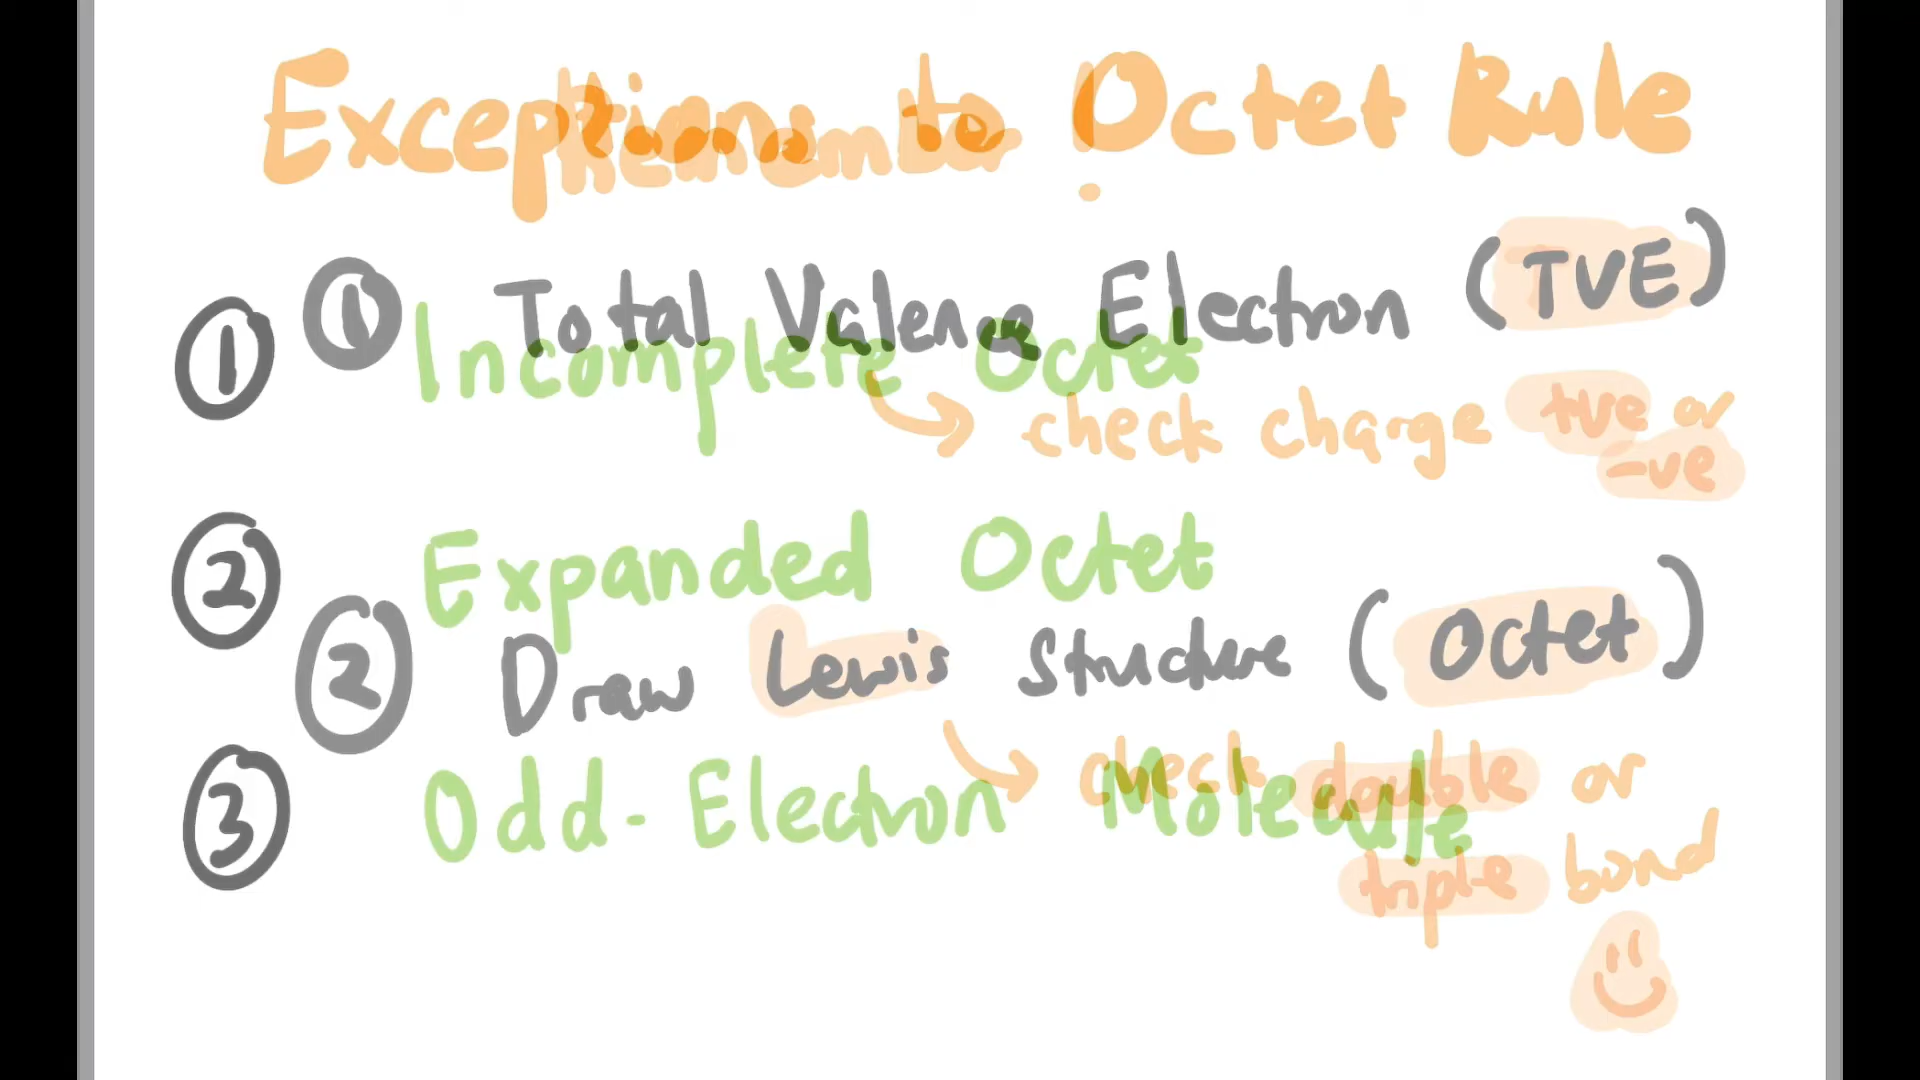 Exceptions to Octet Rule
Remember !
① Total Valence Electron (TVE)
① Incomplete Octet
check charge +ve or
-ve
② Expanded Octet
② Draw Lewis Structure (Octet)
check double or
③ Odd-Electron Molecule
triple bond